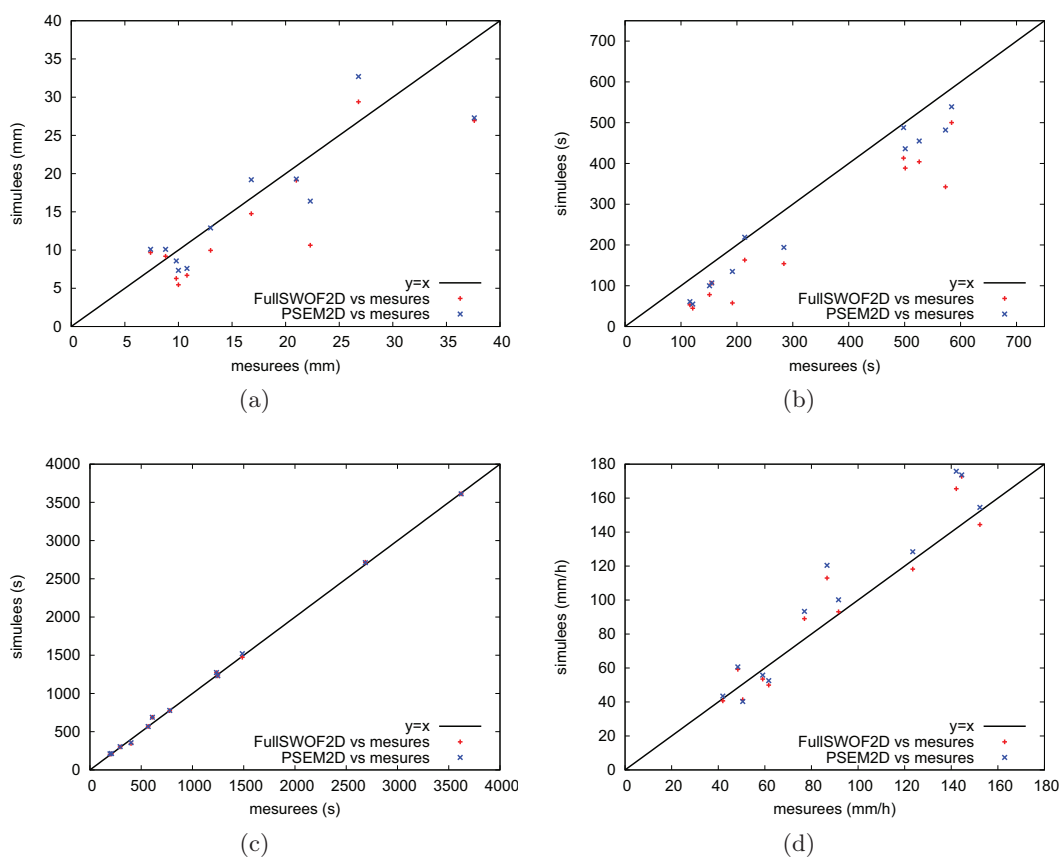 40
35
30
25
20
15
10
5
0
simulees (mm)
0 5 10 15 20 25 30 35 40
mesurees (mm)
y=x
FullSWOF2D vs mesures
PSEM2D vs mesures
(a)
700
600
500
400
300
200
100
0
simulees (s)
0 100 200 300 400 500 600 700
mesurees (s)
y=x
FullSWOF2D vs mesures
PSEM2D vs mesures
(b)
4000
3500
3000
2500
2000
1500
1000
500
0
simulees (s)
0 500 1000 1500 2000 2500 3000 3500 4000
mesurees (s)
y=x
FullSWOF2D vs mesures
PSEM2D vs mesures
(c)
180
160
140
120
100
80
60
40
20
0
simulees (mm/h)
0 20 40 60 80 100 120 140 160 180
mesurees (mm/h)
y=x
FullSWOF2D vs mesures
PSEM2D vs mesures
(d)